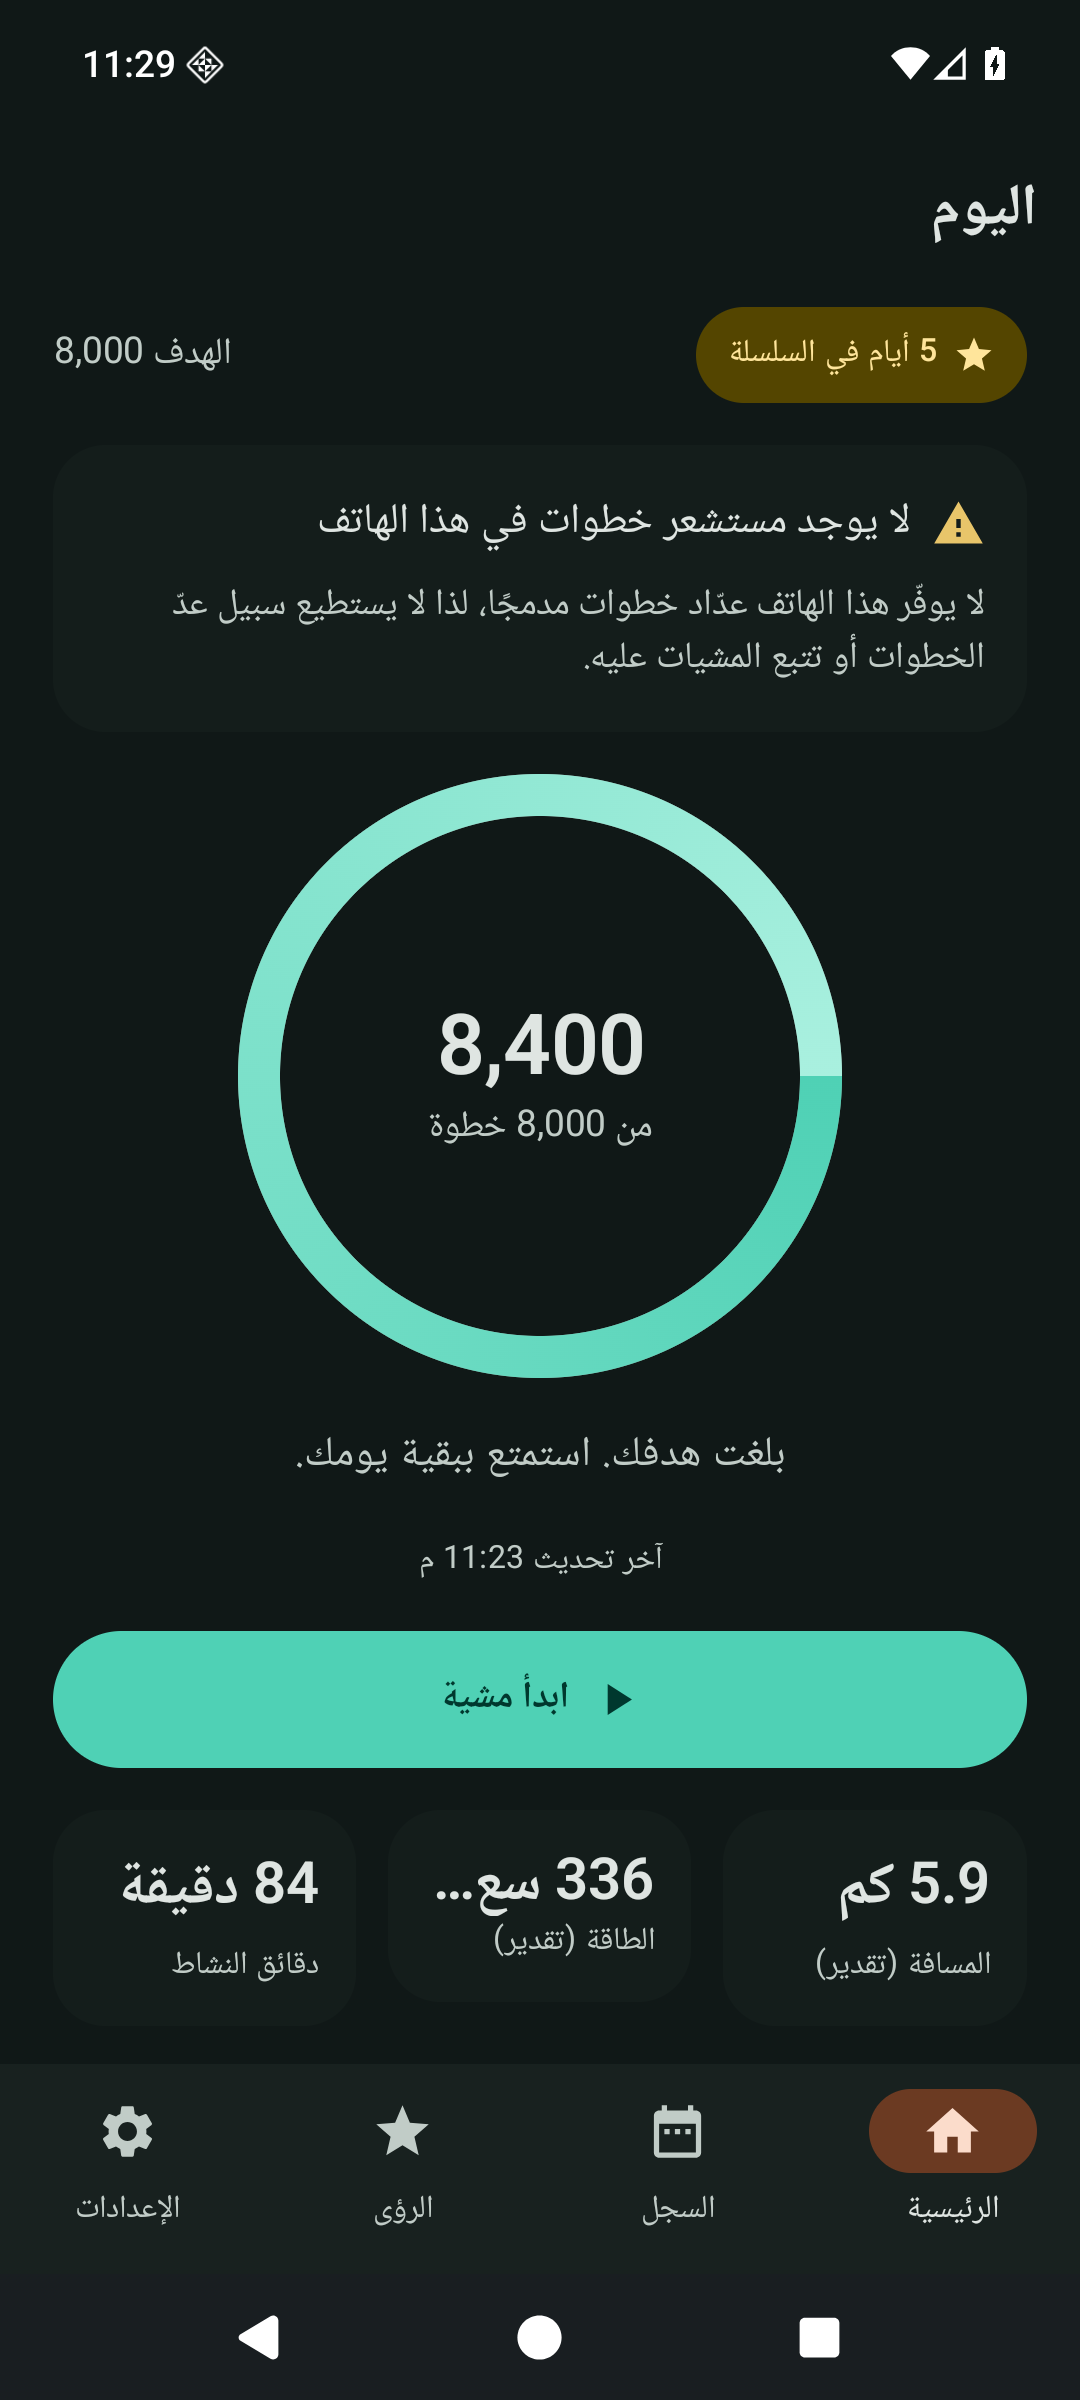 11:29
اليوم
5 أيام في السلسلة
الهدف 8,000
لا يوجد مستشعر خطوات في هذا الهاتف
لا يوفّر هذا الهاتف عدّاد خطوات مدمجًا، لذا لا يستطيع سبيل عدّ
الخطوات أو تتبع المشيات عليه.
8,400
من 8,000 خطوة
بلغت هدفك. استمتع ببقية يومك.
آخر تحديث 11:23 م
ابدأ مشية
5.9 كم
المسافة (تقدير)
336 سع...
الطاقة (تقدير)
84 دقيقة
دقائق النشاط
الرئيسية
السجل
الرؤى
الإعدادات